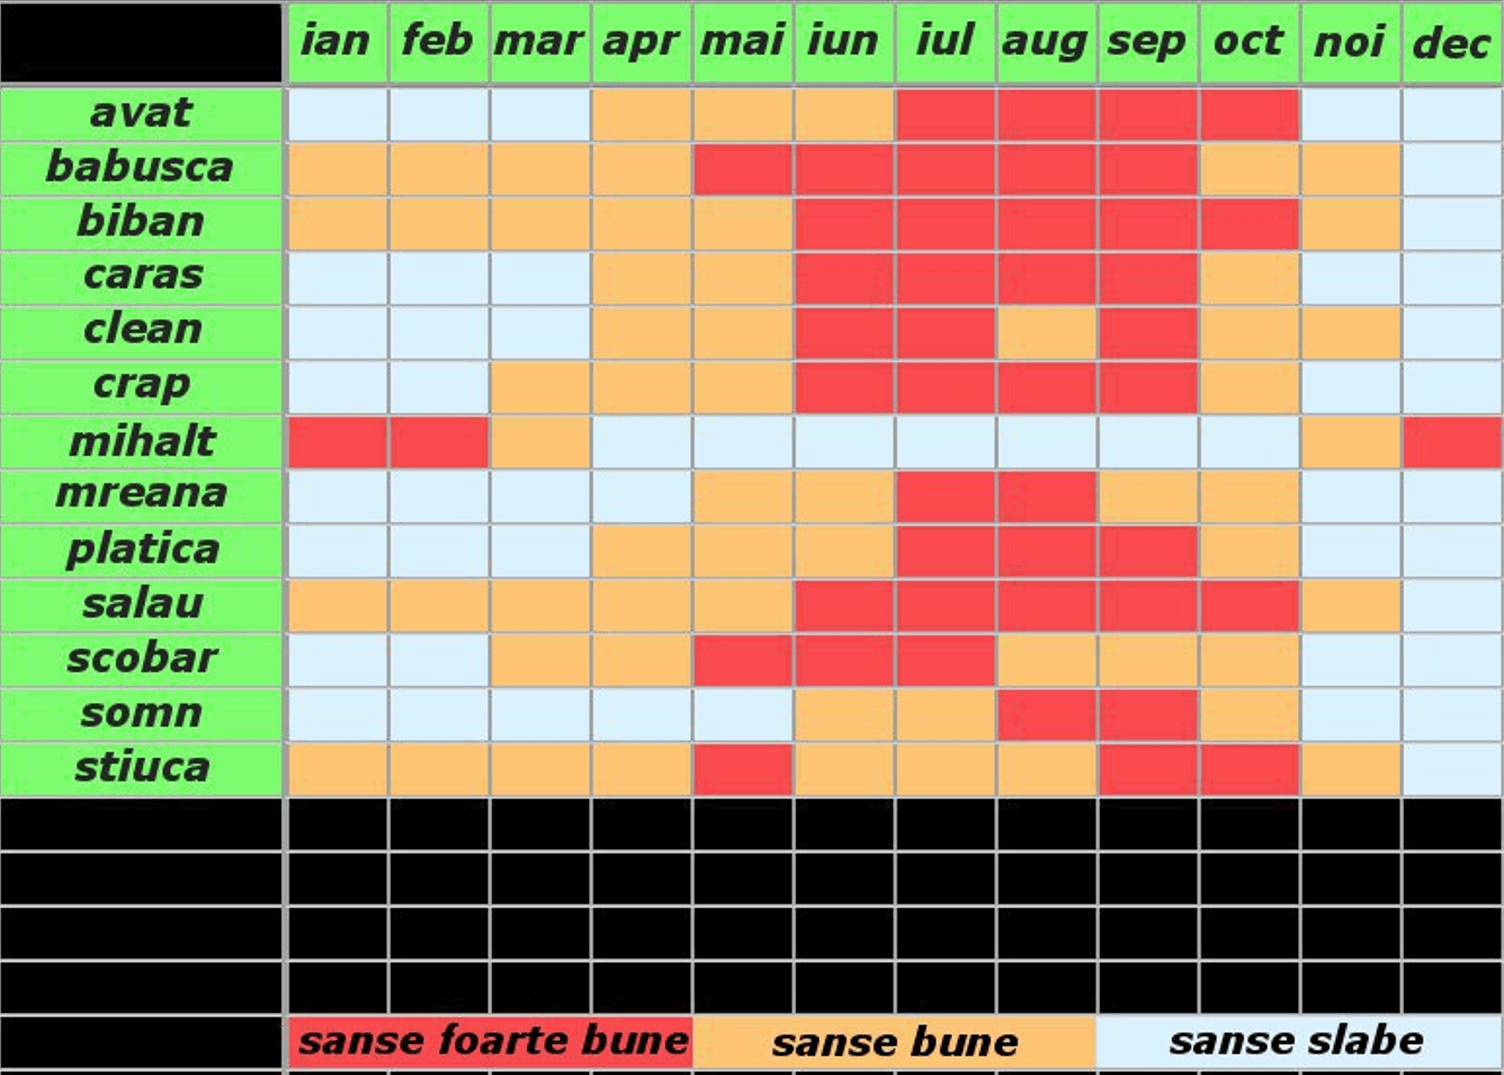 ian feb mar apr mai iun iul aug sep oct noi dec
avat
babusca
biban
caras
clean
crap
mihalt
mreana
platica
salau
scobar
somn
stiuca
sanse foarte bune sanse bune sanse slabe